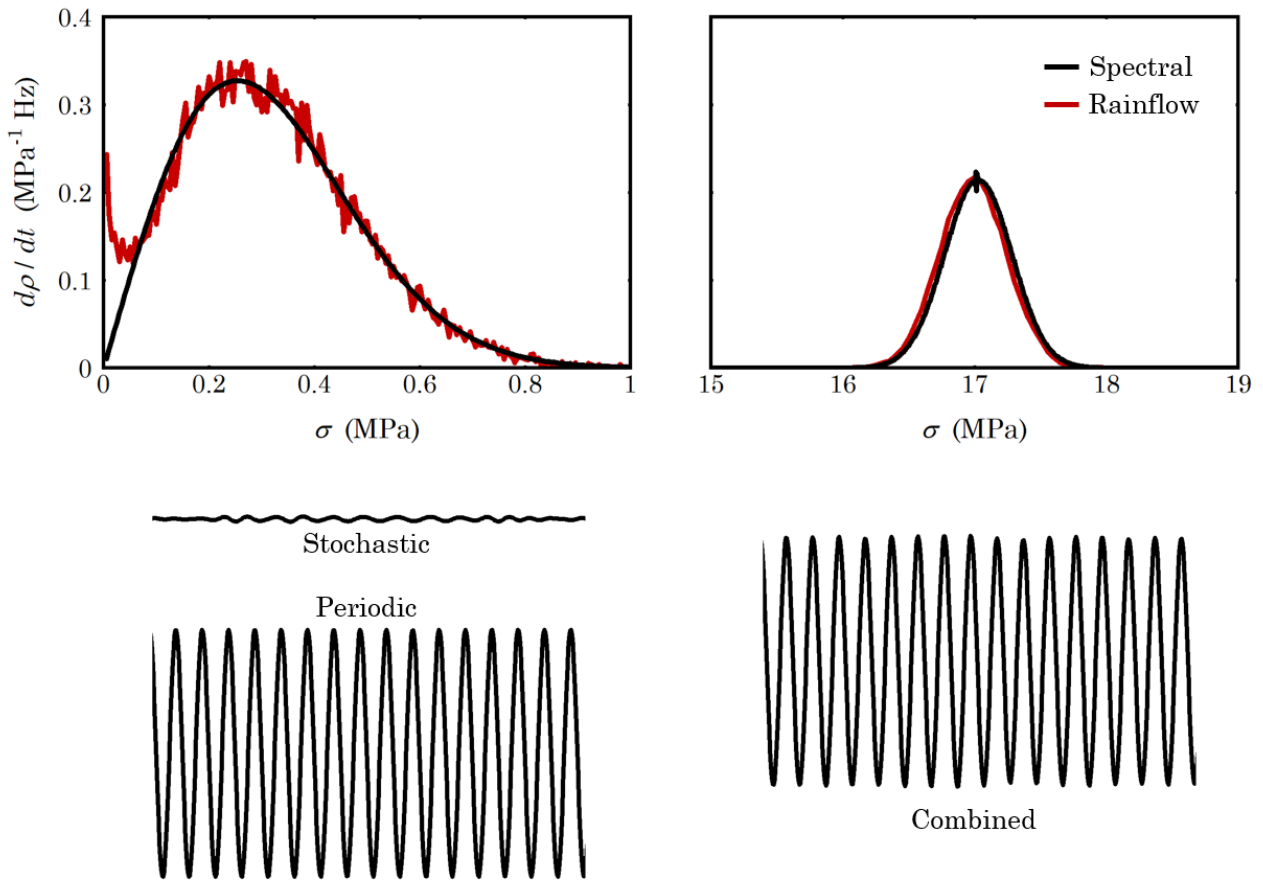 0.4
0.3
0.2
0.1
0
dρ / dt (MPa⁻¹ Hz)
0 0.2 0.4 0.6 0.8 1
σ (MPa)
Spectral
Rainflow
15 16 17 18 19
σ (MPa)
Stochastic
Periodic
Combined